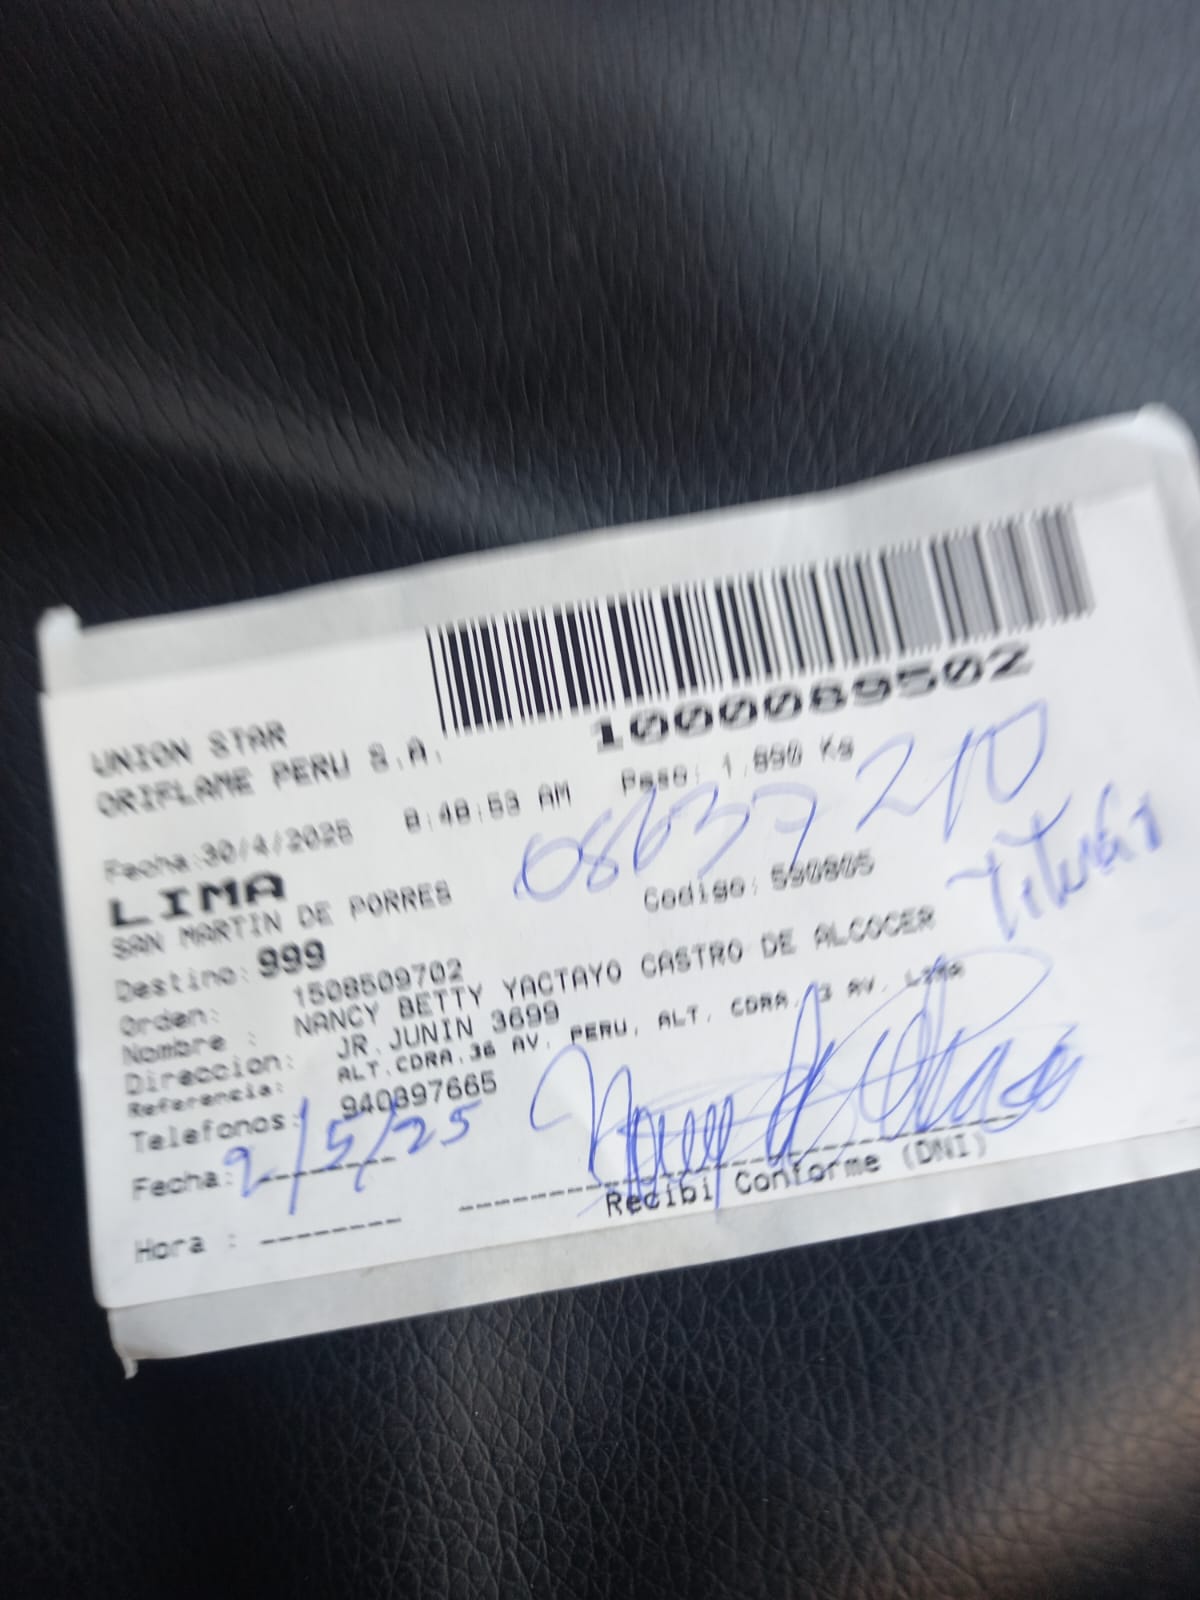 1000089502
UNION STAR
ORIFLAME PERU S.A.
Fecha:30/4/2025 8:48:53 AM Peso: 1.890 Kg
LIMA 08637210
SAN MARTIN DE PORRES Codigo: 590805 Titular
Destino: 999
Orden: 1508509702
Nombre : NANCY BETTY YACTAYO CASTRO DE ALCOCER
Direccion: JR.JUNIN 3699
Referencia: ALT.CDRA.36 AV. PERU, ALT. CDRA. 3 AV. LIMA
Telefonos: 940897665
Fecha: 2/5/25
Recibi Conforme (DNI)
Hora :